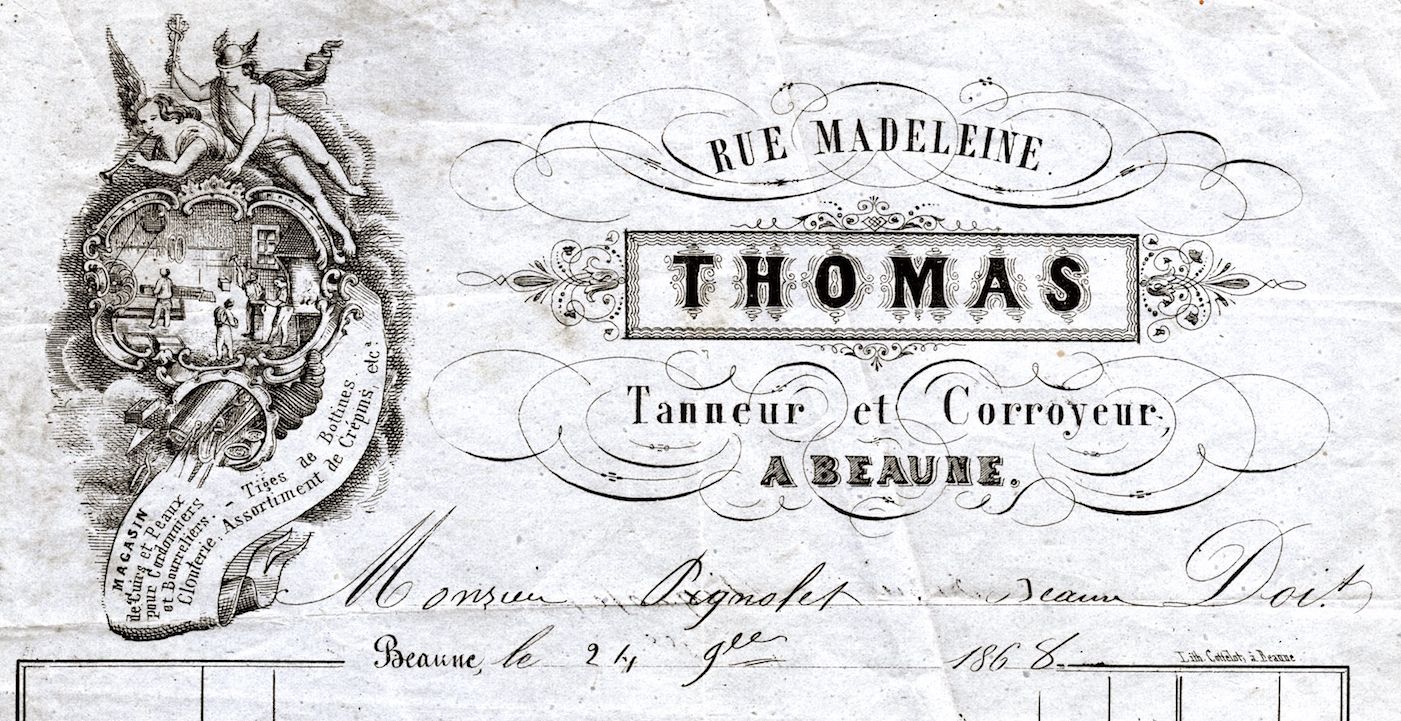 RUE MADELEINE
THOMAS
Tanneur et Corroyeur,
A BEAUNE.
MAGASIN
de Cuirs et Peaux
pour Cordonniers
et Bourreliers. - Tiges de Bottines
Clouterie, Assortiment de Crépins, etcª
Monsieur Pignolet Beaune Doit
Beaune, le 24 9bre 1868.
Lith. Cottelot, à Beaune